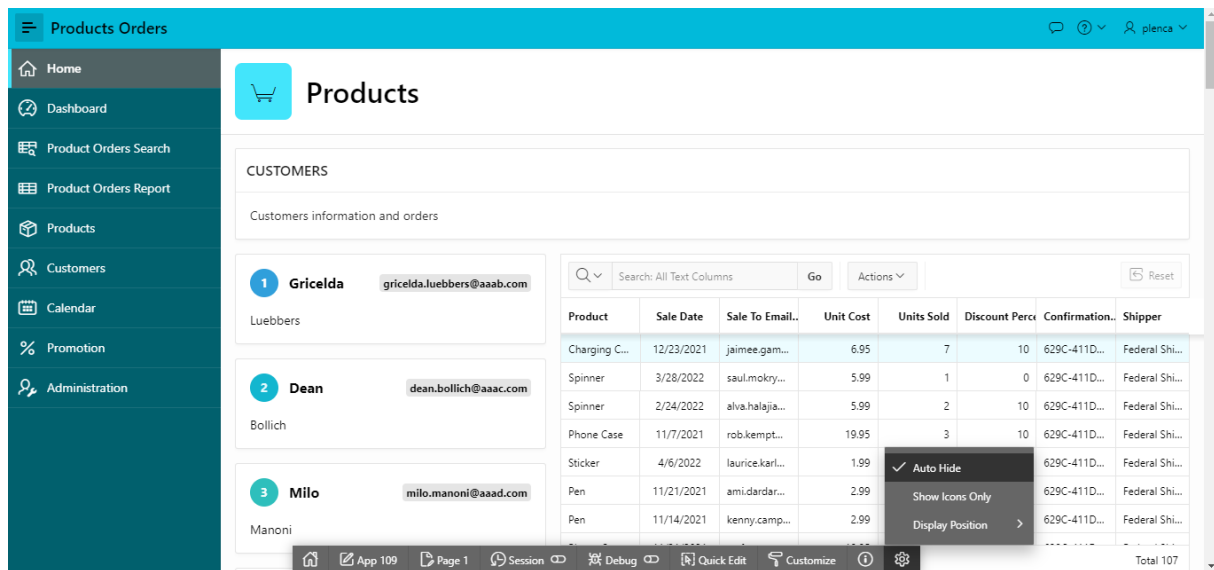 Products Orders
plenca
Home
Dashboard
Product Orders Search
Product Orders Report
Products
Customers
Calendar
Promotion
Administration
Products
CUSTOMERS
Customers information and orders
1 Gricelda gricelda.luebbers@aaab.com
Luebbers
2 Dean dean.bollich@aaac.com
Bollich
3 Milo milo.manoni@aaad.com
Manoni
Search: All Text Columns Go Actions Reset
Product Sale Date Sale To Email.. Unit Cost Units Sold Discount Perce Confirmation.. Shipper
Charging C... 12/23/2021 jaimee.gam... 6.95 7 10 629C-411D... Federal Shi...
Spinner 3/28/2022 saul.mokry... 5.99 1 0 629C-411D... Federal Shi...
Spinner 2/24/2022 alva.halajia... 5.99 2 10 629C-411D... Federal Shi...
Phone Case 11/7/2021 rob.kempt... 19.95 3 10 629C-411D... Federal Shi...
Sticker 4/6/2022 laurice.karl... 1.99 629C-411D... Federal Shi...
Pen 11/21/2021 ami.dardar... 2.99 629C-411D... Federal Shi...
Pen 11/14/2021 kenny.camp... 2.99 629C-411D... Federal Shi...
Auto Hide
Show Icons Only
Display Position
App 109 Page 1 Session Debug Quick Edit Customize
Total 107